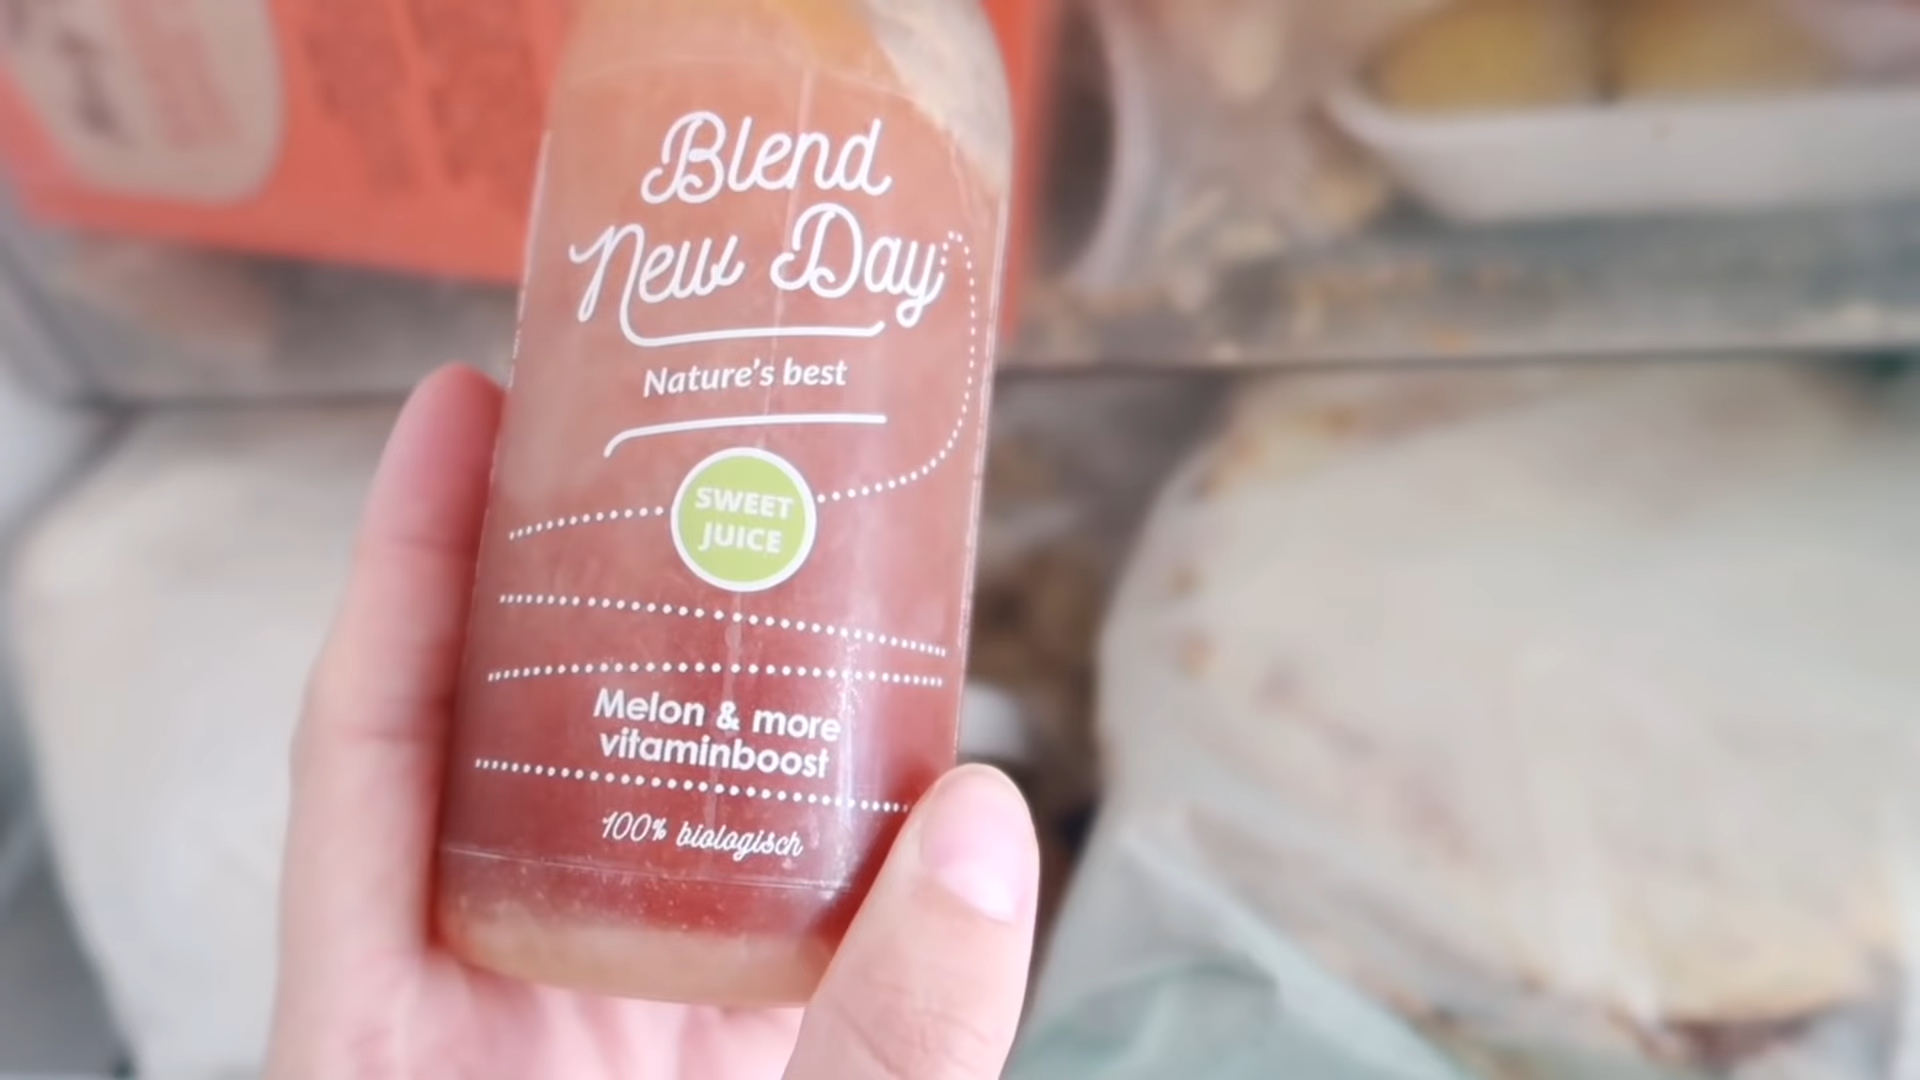 Blend
New Day
Nature's best
SWEET
JUICE
Melon & more
vitaminboost
100% biologisch